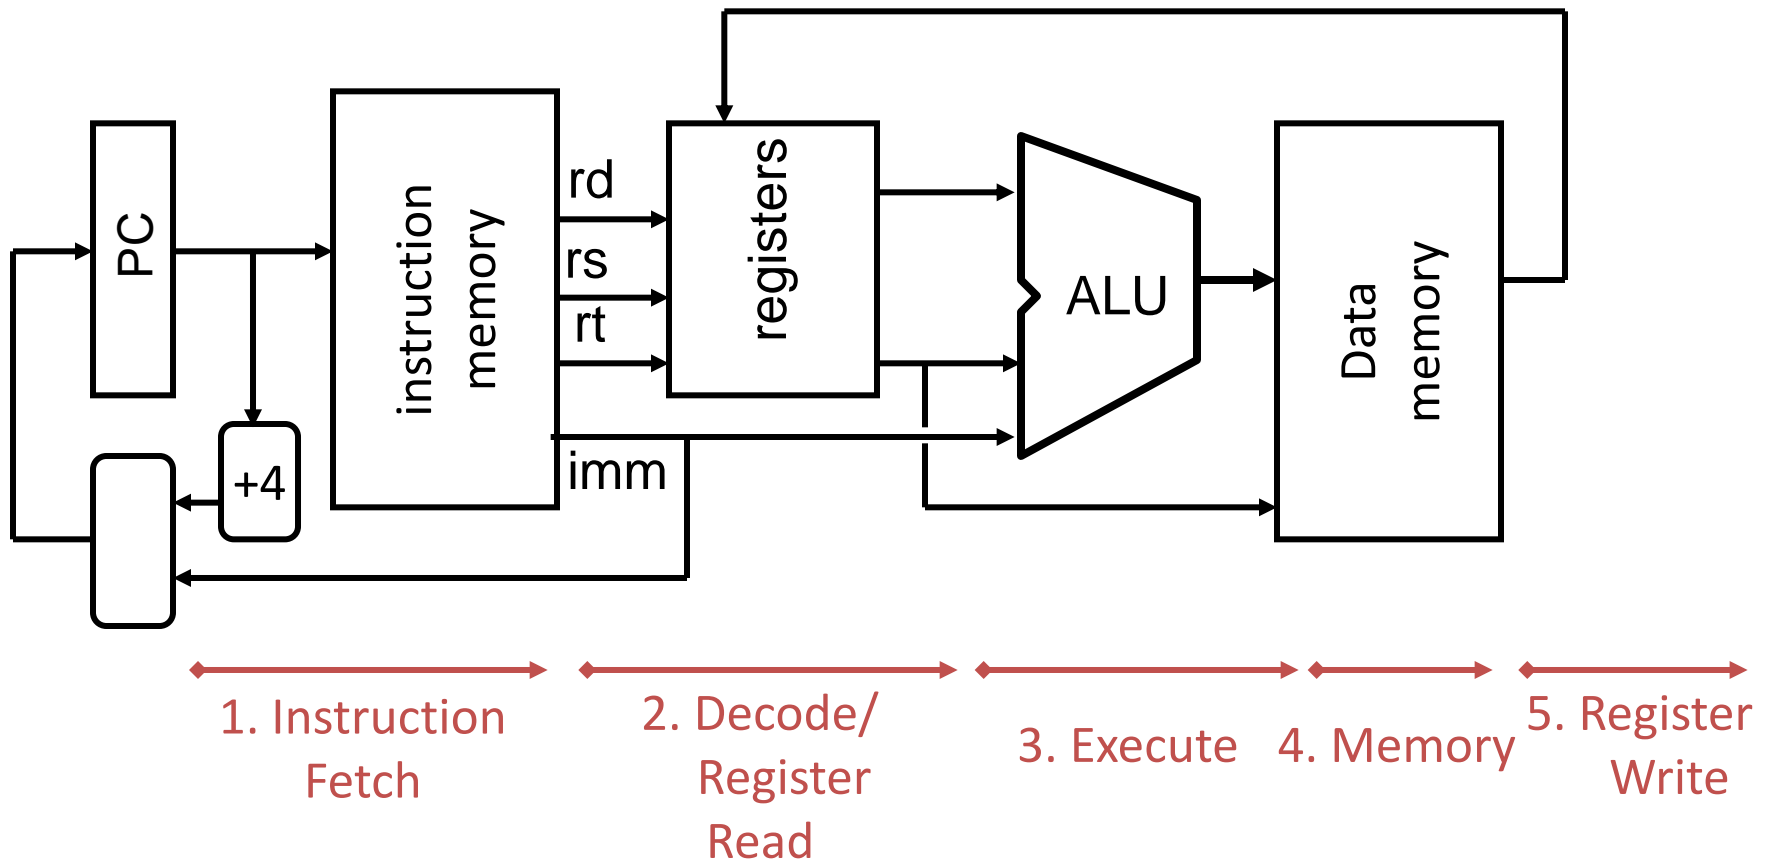 PC
+4
instruction
memory
rd
rs
rt
imm
registers
ALU
Data
memory
1. Instruction
Fetch
2. Decode/
Register
Read
3. Execute
4. Memory
5. Register
Write